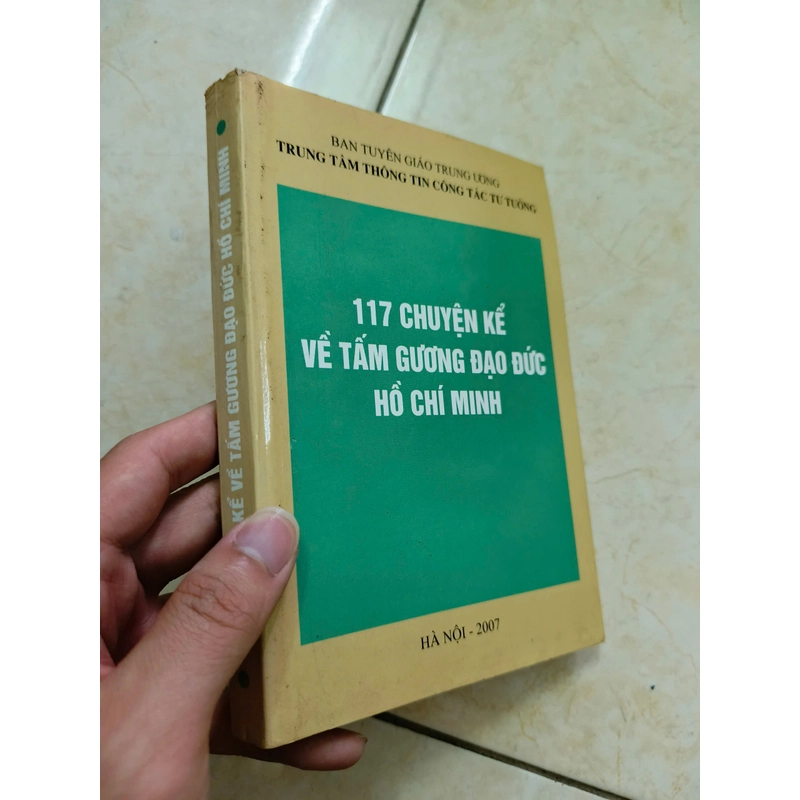 BAN TUYÊN GIÁO TRUNG ƯƠNG
TRUNG TÂM THÔNG TIN CÔNG TÁC TƯ TƯỞNG
117 CHUYỆN KỂ
VỀ TẤM GƯƠNG ĐẠO ĐỨC
HỒ CHÍ MINH
HÀ NỘI - 2007
KỂ VỀ TẤM GƯƠNG ĐẠO ĐỨC HỒ CHÍ MINH